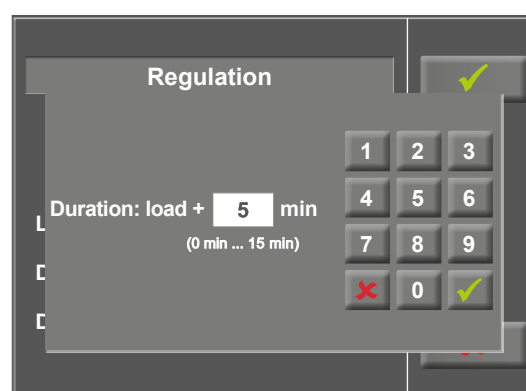 Regulation
1 2 3
Duration: load + 5 min
4 5 6
(0 min ... 15 min)
7 8 9
0
L
D
D